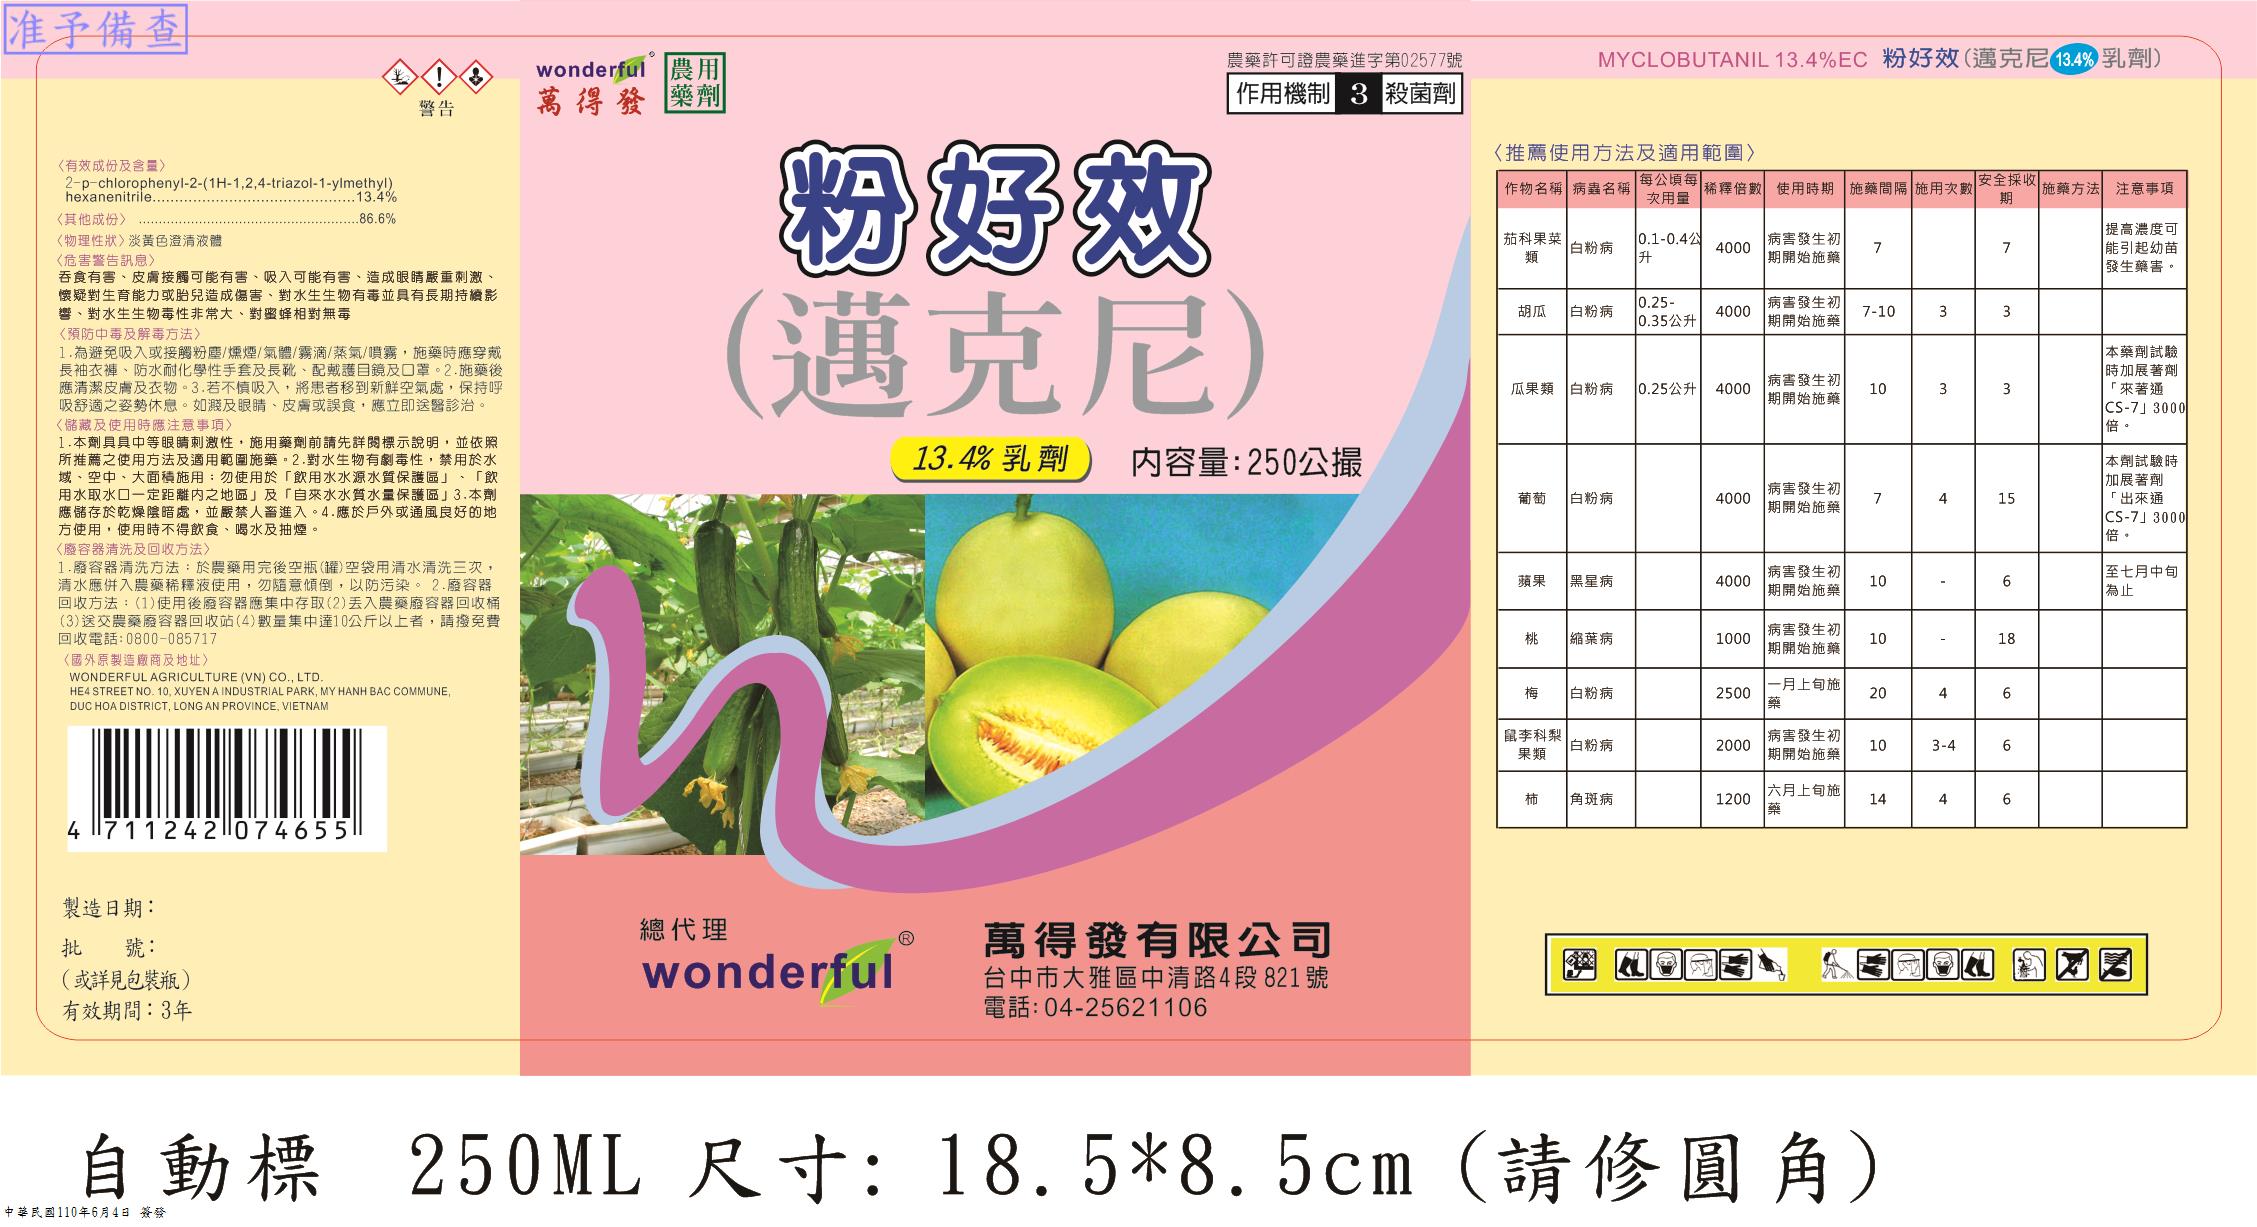 准予備查
警告
〈有效成份及含量〉
2-p-chlorophenyl-2-(1H-1,2,4-triazol-1-ylmethyl)
hexanenitrile.............................................13.4%
〈其他成份〉.......................................................86.6%
〈物理性狀〉淡黃色澄清液體
〈危害警告訊息〉
吞食有害、皮膚接觸可能有害、吸入可能有害、造成眼睛嚴重刺激、
懷疑對生育能力或胎兒造成傷害、對水生生物有毒並具有長期持續影
響、對水生生物毒性非常大、對蜜蜂相對無毒
〈預防中毒及解毒方法〉
1.為避免吸入或接觸粉塵/燻煙/氣體/霧滴/蒸氣/噴霧，施藥時應穿戴
長袖衣褲、防水耐化學性手套及長靴、配戴護目鏡及口罩。2.施藥後
應清潔皮膚及衣物。3.若不慎吸入，將患者移到新鮮空氣處，保持呼
吸舒適之姿勢休息。如濺及眼睛、皮膚或誤食，應立即送醫診治。
〈儲藏及使用時應注意事項〉
1.本劑具具中等眼睛刺激性，施用藥劑前請先詳閱標示說明，並依照
所推薦之使用方法及適用範圍施藥。2.對水生物有劇毒性，禁用於水
域、空中、大面積施用；勿使用於「飲用水水源水質保護區」、「飲
用水取水口一定距離內之地區」及「自來水水質水量保護區」3.本劑
應儲存於乾燥陰暗處，並嚴禁人畜進入。4.應於戶外或通風良好的地
方使用，使用時不得飲食、喝水及抽煙。
〈廢容器清洗及回收方法〉
1.廢容器清洗方法：於農藥用完後空瓶(罐)空袋用清水清洗三次，
清水應併入農藥稀釋液使用，勿隨意傾倒，以防污染。 2.廢容器
回收方法：(1)使用後廢容器應集中存取(2)丟入農藥廢容器回收桶
(3)送交農藥廢容器回收站(4)數量集中達10公斤以上者，請撥免費
回收電話:0800-085717
〈國外原製造廠商及地址〉
WONDERFUL AGRICULTURE (VN) CO., LTD.
HE4 STREET NO. 10, XUYEN A INDUSTRIAL PARK, MY HANH BAC COMMUNE,
DUC HOA DISTRICT, LONG AN PROVINCE, VIETNAM
4 711242 074655
製造日期：
批　　號：
(或詳見包裝瓶)
有效期間：3年
wonderful
萬得發
農用
藥劑
農藥許可證農藥進字第02577號
作用機制 3 殺菌劑
粉好效
(邁克尼)
13.4% 乳劑
內容量:250公撮
總代理
wonderful ®
萬得發有限公司
台中市大雅區中清路4段821號
電話:04-25621106
MYCLOBUTANIL 13.4%EC 粉好效(邁克尼13.4%乳劑)
〈推薦使用方法及適用範圍〉
作物名稱 病蟲名稱 每公頃每次用量 稀釋倍數 使用時期 施藥間隔 施用次數 安全採收期 施藥方法 注意事項
茄科果菜類 白粉病 0.1-0.4公升 4000 病害發生初期開始施藥 7 7 提高濃度可能引起幼苗發生藥害。
胡瓜 白粉病 0.25-0.35公升 4000 病害發生初期開始施藥 7-10 3 3
瓜果類 白粉病 0.25公升 4000 病害發生初期開始施藥 10 3 3 本藥劑試驗時加展著劑「來著通CS-7」3000倍。
葡萄 白粉病 4000 病害發生初期開始施藥 7 4 15 本劑試驗時加展著劑「出來通CS-7」3000倍。
蘋果 黑星病 4000 病害發生初期開始施藥 10 - 6 至七月中旬為止
桃 縮葉病 1000 病害發生初期開始施藥 10 - 18
梅 白粉病 2500 一月上旬施藥 20 4 6
鼠李科梨果類 白粉病 2000 病害發生初期開始施藥 10 3-4 6
柿 角斑病 1200 六月上旬施藥 14 4 6
自動標　250ML 尺寸: 18.5*8.5cm (請修圓角)
中華民國110年6月4日 簽發